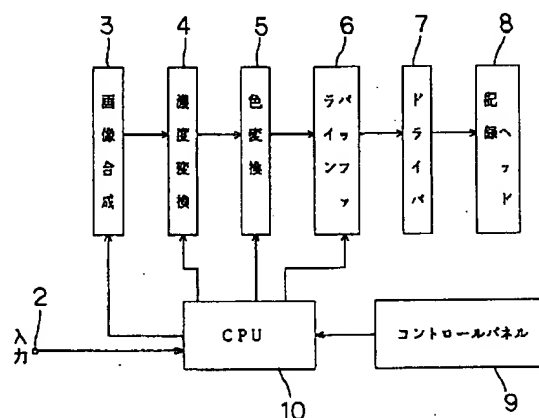 3
4
5
6
7
8
画像合成
濃度変換
色変換
ラインバッファ
ドライバ
記録ヘッド
2
入力
CPU
コントロールパネル
10
9